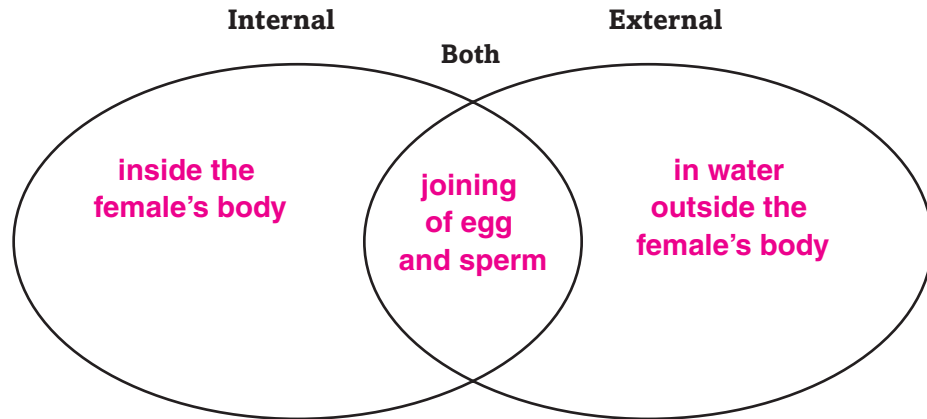 Internal
External
Both
inside the
female's body
joining
of egg
and sperm
in water
outside the
female's body